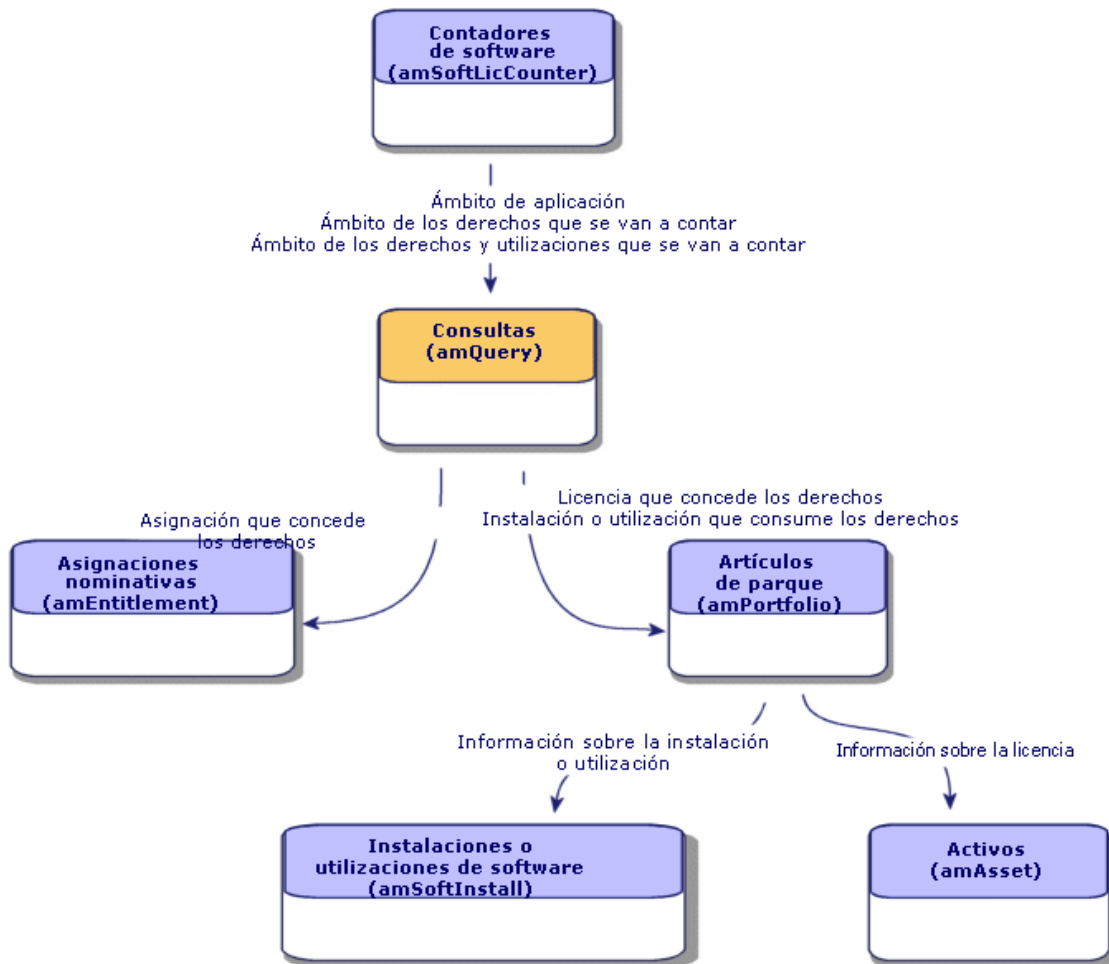 Contadores
de software
(amSoftLicCounter)
Ámbito de aplicación
Ámbito de los derechos que se van a contar
Ámbito de los derechos y utilizaciones que se van a contar
Consultas
(amQuery)
Asignación que concede
los derechos
Licencia que concede los derechos
Instalación o utilización que consume los derechos
Asignaciones
nominativas
(amEntitlement)
Artículos
de parque
(amPortfolio)
Información sobre la instalación
o utilización
Información sobre la licencia
Instalaciones o
utilizaciones de software
(amSoftInstall)
Activos
(amAsset)